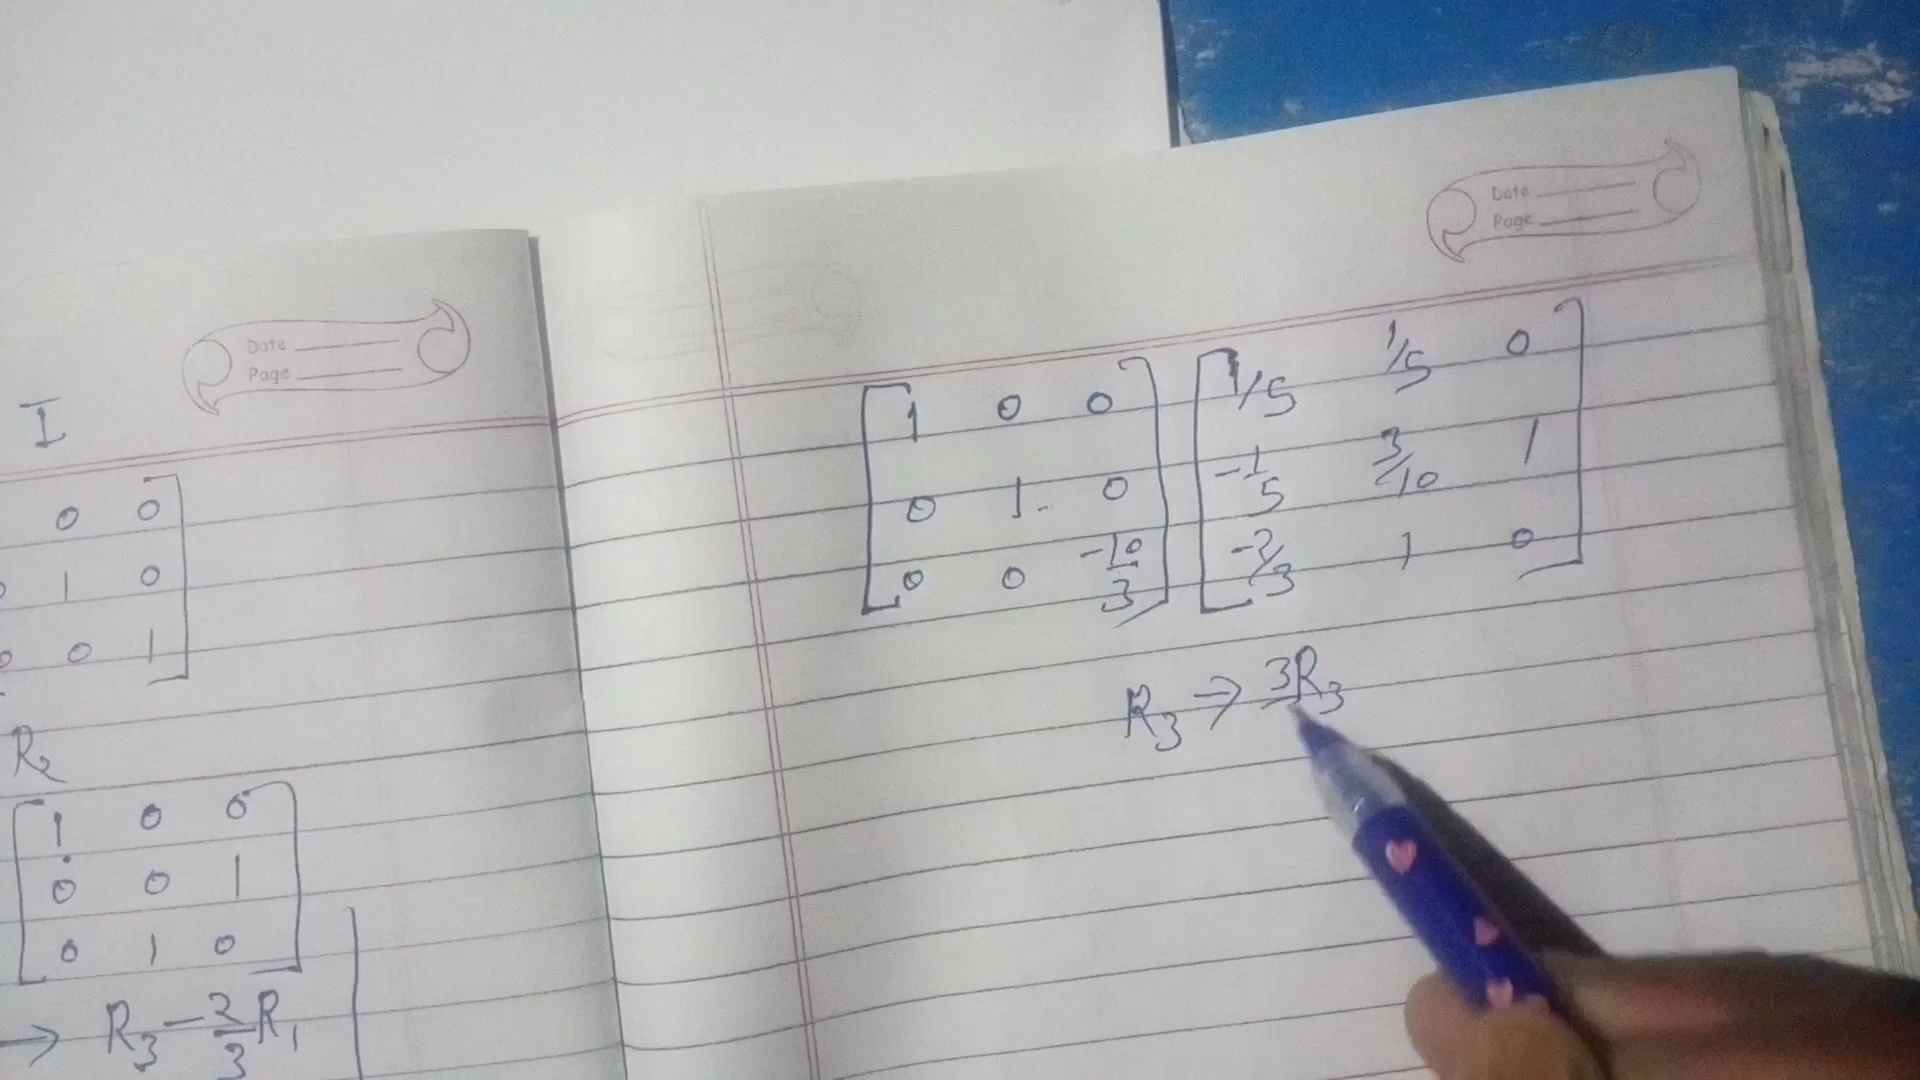 Date
Page
I
0 0
1 0
0 1
R₂
1 0 0
0 0 1
0 1 0
→ R₃ - 2/3 R₁
Date
Page
1 0 0 1/5 1/5 0
0 1 0 -1/5 3/10 1
0 0 -10/3 -2/3 1 0
R₃ → 3R₃